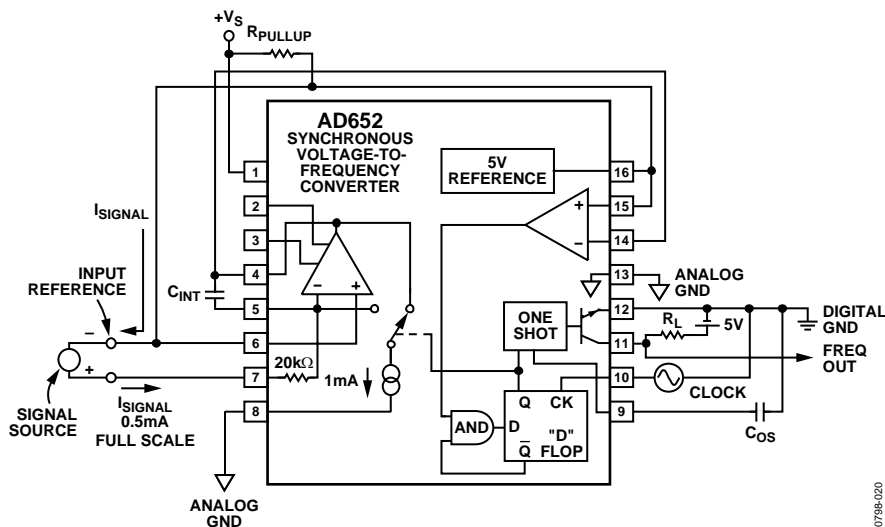 +VS
RPULLUP
AD652
SYNCHRONOUS
VOLTAGE-TO-
FREQUENCY
CONVERTER
5V
REFERENCE
1
2
3
4
5
6
7
8
16
15
14
13
12
11
10
9
+
−
ANALOG
GND
ISIGNAL
INPUT
REFERENCE
CINT
−
+
ONE
SHOT
RL
5V
DIGITAL
GND
FREQ
OUT
−
+
20kΩ
1mA
CLOCK
SIGNAL
SOURCE
ISIGNAL
0.5mA
FULL SCALE
AND
Q
CK
D
"D"
FLOP
Q̅
COS
ANALOG
GND
0798-020